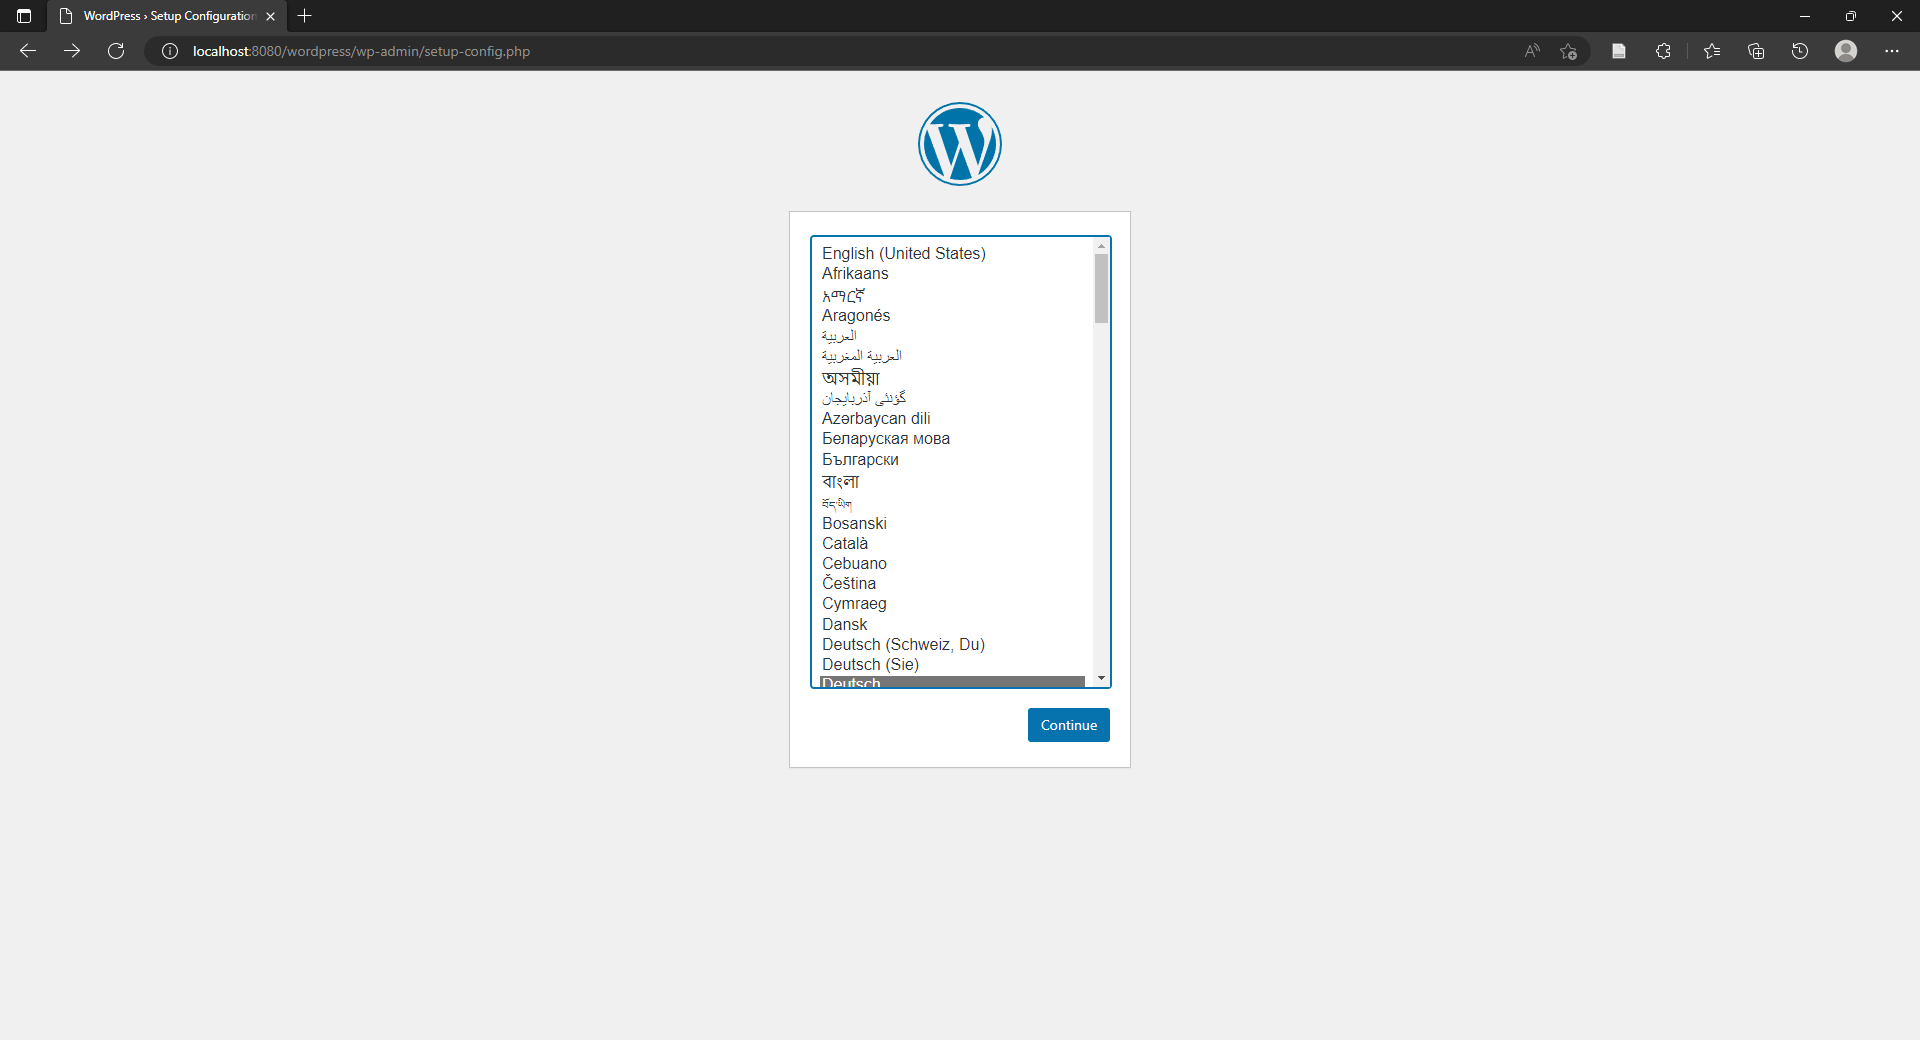 WordPress › Setup Configuration
localhost:8080/wordpress/wp-admin/setup-config.php
English (United States)
Afrikaans
አማርኛ
Aragonés
العربية
العربية المغربية
অসমীয়া
گؤنئی آذربایجان
Azərbaycan dili
Беларуская мова
Български
বাংলা
བོད་ཡིག
Bosanski
Català
Cebuano
Čeština
Cymraeg
Dansk
Deutsch (Schweiz, Du)
Deutsch (Sie)
Deutsch
Continue